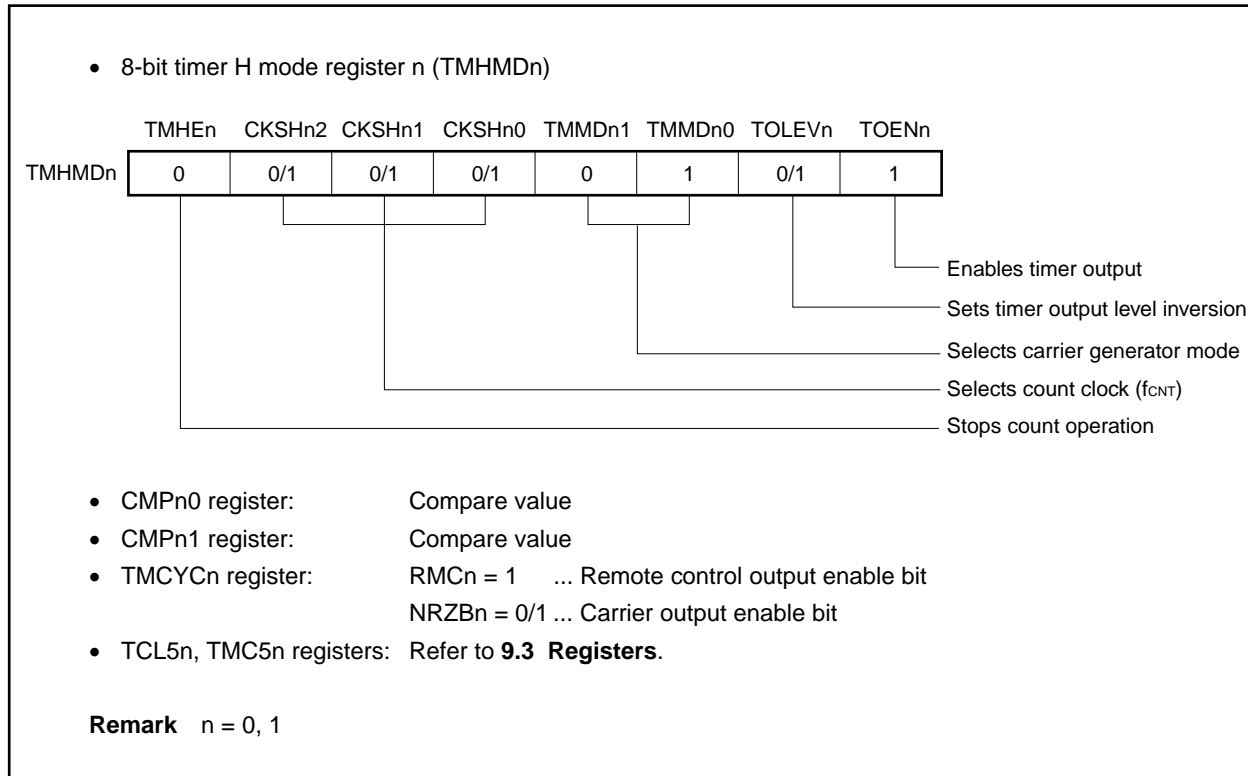 • 8-bit timer H mode register n (TMHMDn)
TMHEn CKSHn2 CKSHn1 CKSHn0 TMMDn1 TMMDn0 TOLEVn TOENn
TMHMDn 0 0/1 0/1 0/1 0 1 0/1 1
Enables timer output
Sets timer output level inversion
Selects carrier generator mode
Selects count clock (fCNT)
Stops count operation
• CMPn0 register: Compare value
• CMPn1 register: Compare value
• TMCYCn register: RMCn = 1 ... Remote control output enable bit
NRZBn = 0/1 ... Carrier output enable bit
• TCL5n, TMC5n registers: Refer to 9.3 Registers.
Remark n = 0, 1